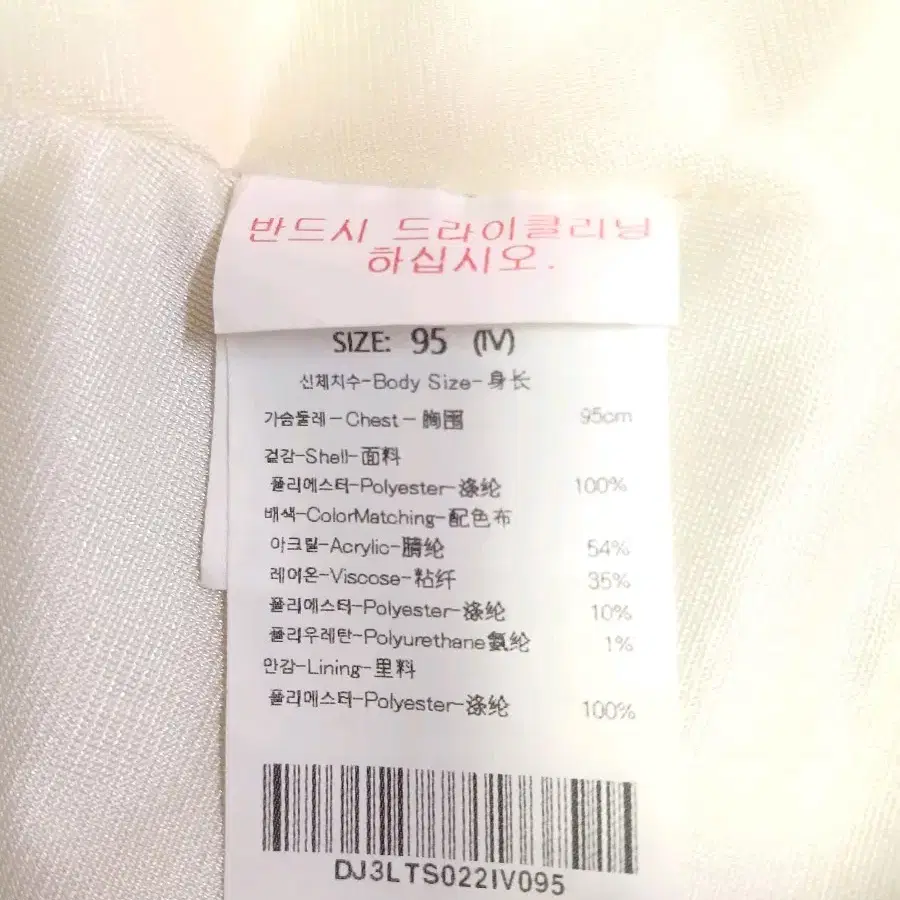 반드시 드라이클리닝
하십시오.
SIZE: 95 (IV)
신체치수-Body Size-身长
가슴둘레-Chest-胸围 95cm
겉감-Shell-面料
폴리에스터-Polyester-涤纶 100%
배색-ColorMatching-配色布
아크릴-Acrylic-腈纶 54%
레이온-Viscose-粘纤 35%
폴리에스터-Polyester-涤纶 10%
폴리우레탄-Polyurethane氨纶 1%
안감-Lining-里料
폴리에스터-Polyester-涤纶 100%
DJ3LTS022IV095